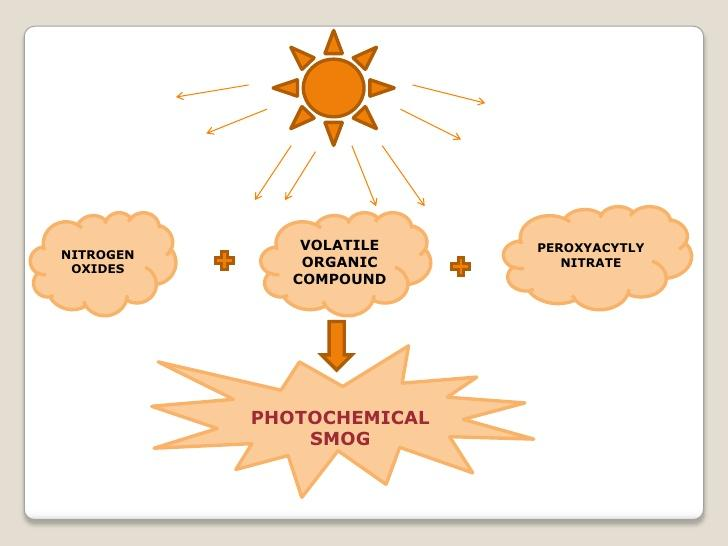 NITROGEN
OXIDES
VOLATILE
ORGANIC
COMPOUND
PEROXYACYTLY
NITRATE
PHOTOCHEMICAL
SMOG